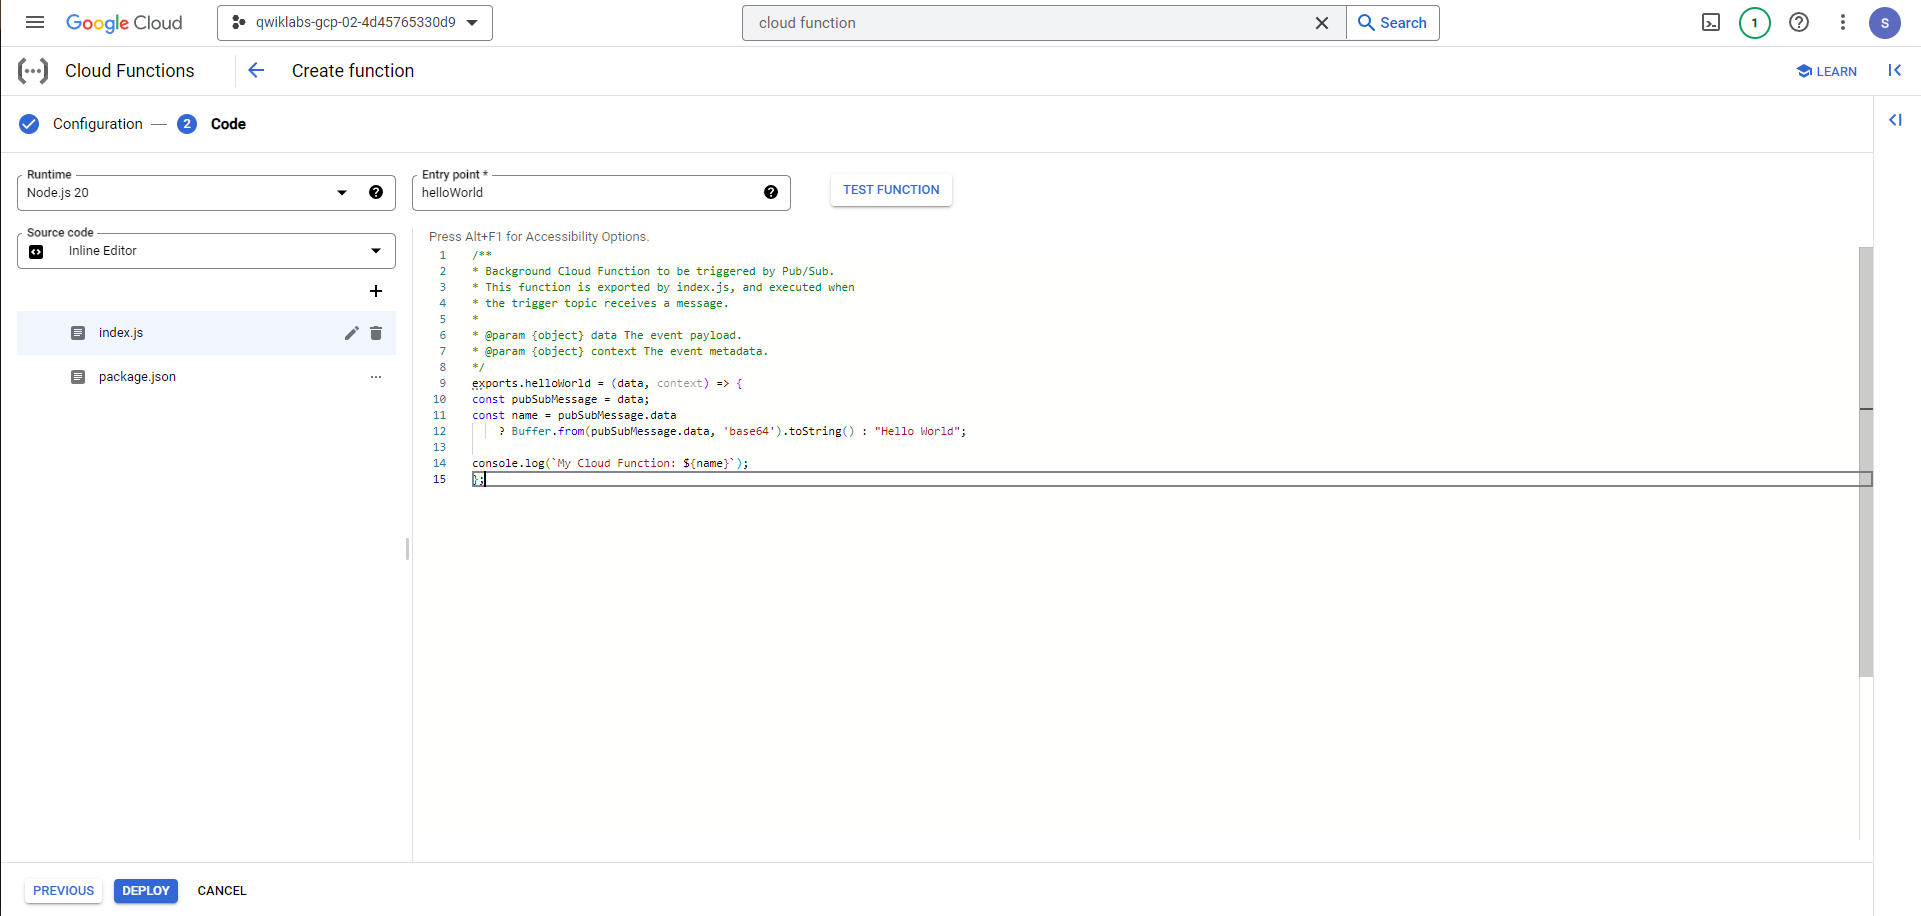 Google Cloud
qwiklabs-gcp-02-4d45765330d9
cloud function
Search
1
S
Cloud Functions
Create function
LEARN
Configuration
2
Code
Runtime
Node.js 20
Entry point *
helloWorld
TEST FUNCTION
Source code
Inline Editor
index.js
package.json
Press Alt+F1 for Accessibility Options.
1 /**
2 * Background Cloud Function to be triggered by Pub/Sub.
3 * This function is exported by index.js, and executed when
4 * the trigger topic receives a message.
5 *
6 * @param {object} data The event payload.
7 * @param {object} context The event metadata.
8 */
9 exports.helloWorld = (data, context) => {
10 const pubSubMessage = data;
11 const name = pubSubMessage.data
12 ? Buffer.from(pubSubMessage.data, 'base64').toString() : "Hello World";
13
14 console.log(`My Cloud Function: ${name}`);
15 };
PREVIOUS
DEPLOY
CANCEL